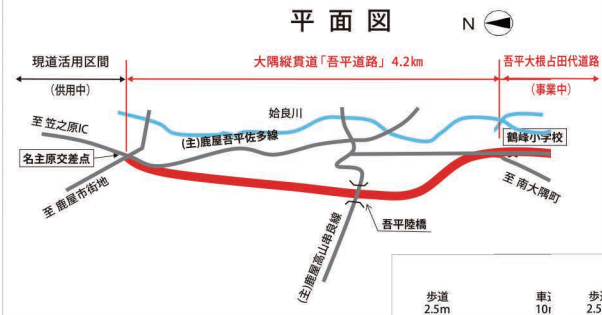 平面図
N
現道活用区間
(供用中)
大隅縦貫道「吾平道路」4.2km
吾平大根占田代道路
(事業中)
至 笠之原IC
姶良川
(主)鹿屋吾平佐多線
鶴峰小学校
名主原交差点
至 鹿屋市街地
至 南大隅町
吾平陸橋
(主)鹿屋高山串良線
歩道
2.5m